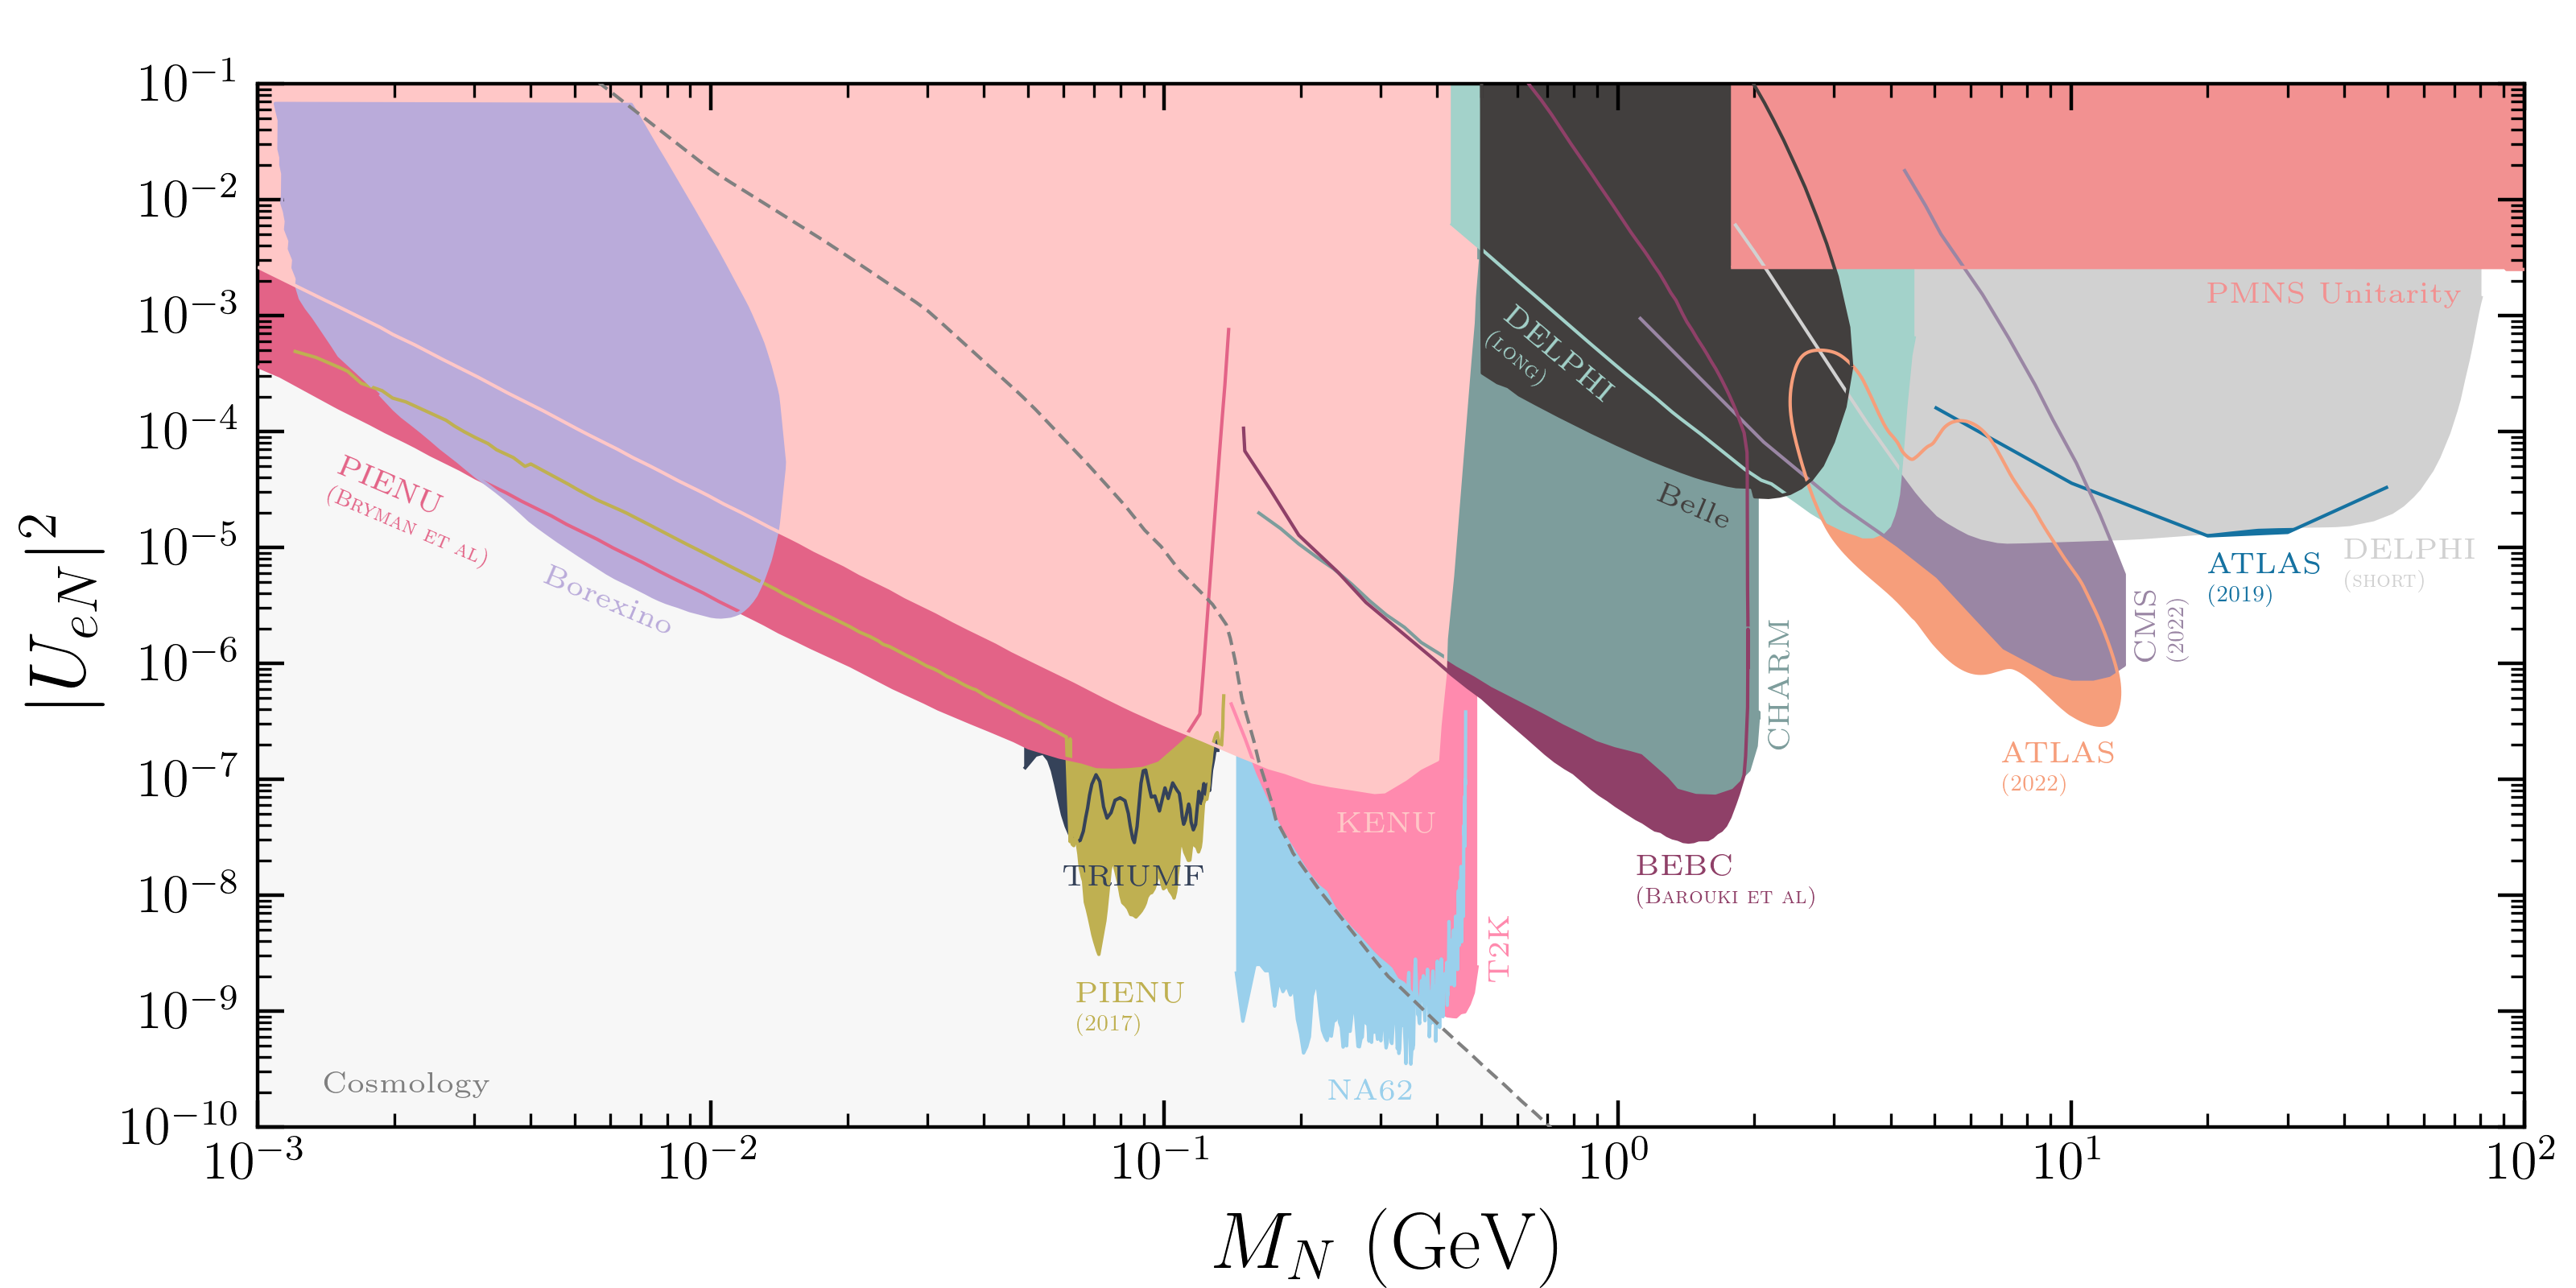 |U_{eN}|^2
10^{-1}
10^{-2}
10^{-3}
10^{-4}
10^{-5}
10^{-6}
10^{-7}
10^{-8}
10^{-9}
10^{-10}
PMNS Unitarity
DELPHI
(LONG)
PIENU
(BRYMAN ET AL)
Belle
Borexino
DELPHI
(SHORT)
ATLAS
(2019)
CMS
(2022)
CHARM
ATLAS
(2022)
KENU
TRIUMF
BEBC
(BAROUKI ET AL)
T2K
PIENU
(2017)
NA62
Cosmology
10^{-3} 10^{-2} 10^{-1} 10^0 10^1 10^2
M_N (GeV)